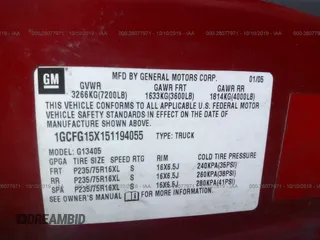 GM
MFD BY GENERAL MOTORS CORP. 01/05
GVWR GAWR FRT GAWR RR
3266KG(7200LB) 1633KG(3600LB) 1814KG(4000LB)
THIS VEHICLE CONFORMS TO ALL APPLICABLE U.S. FEDERAL
MOTOR VEHICLE SAFETY STANDARDS IN EFFECT ON
THE DATE OF MANUFACTURE SHOWN ABOVE.
1GCFG15X151194055 TYPE: TRUCK
MODEL: G13405
GPGA TIRE SIZE SPEED RTG RIM COLD TIRE PRESSURE
FRT P235/75R16XL S 16X6.5J 240KPA(35PSI)
RR P235/75R16XL S 16X6.5J 260KPA(38PSI)
SPA P235/75R16XL S 16X6.5J 280KPA(41PSI)
SEE OWNER'S MANUAL FOR ADDITIONAL INFORMATION.